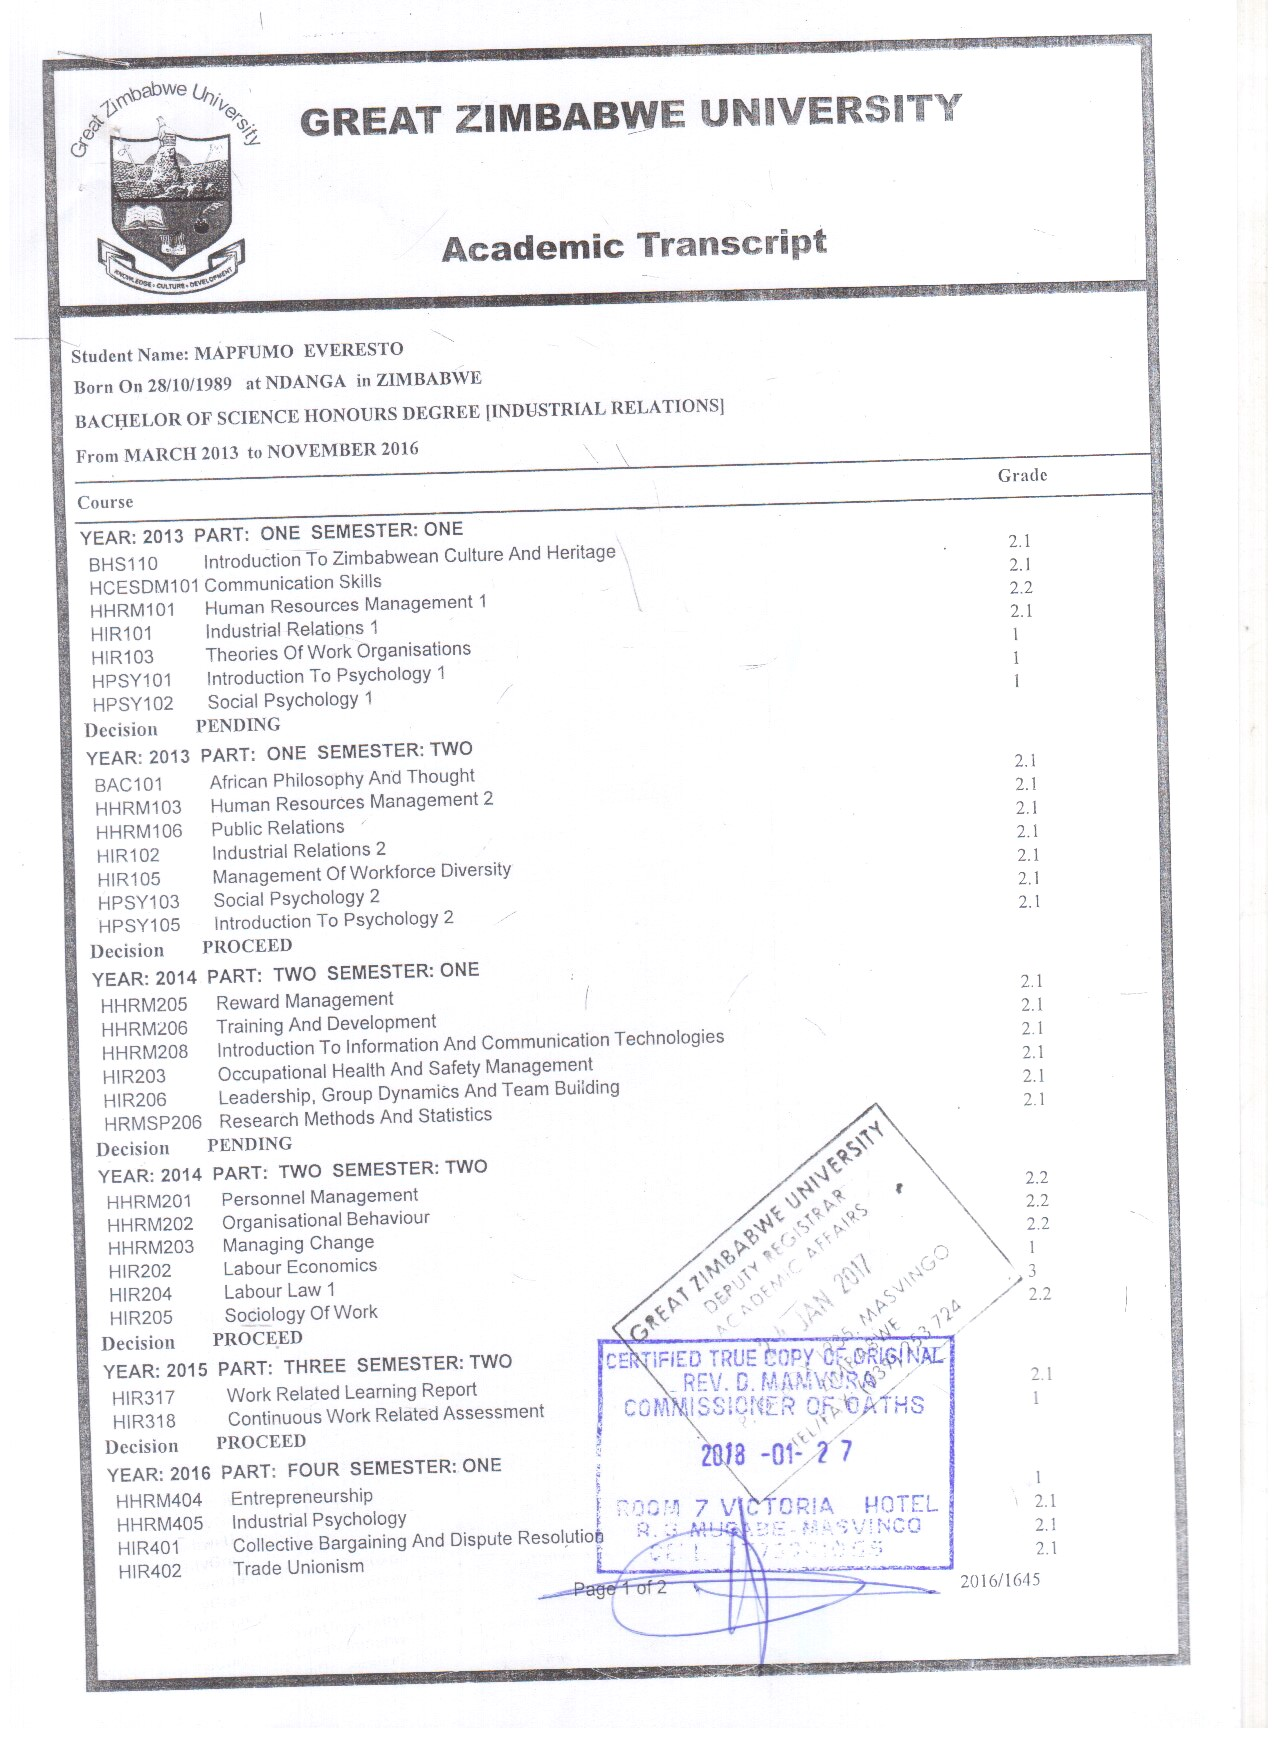 Great Zimbabwe University
KNOWLEDGE • CULTURE • DEVELOPMENT
GREAT ZIMBABWE UNIVERSITY
Academic Transcript
Student Name: MAPFUMO EVERESTO
Born On 28/10/1989 at NDANGA in ZIMBABWE
BACHELOR OF SCIENCE HONOURS DEGREE [INDUSTRIAL RELATIONS]
From MARCH 2013 to NOVEMBER 2016
Course Grade
YEAR: 2013 PART: ONE SEMESTER: ONE
BHS110 Introduction To Zimbabwean Culture And Heritage 2.1
HCESDM101 Communication Skills 2.1
HHRM101 Human Resources Management 1 2.2
HIR101 Industrial Relations 1 2.1
HIR103 Theories Of Work Organisations 1
HPSY101 Introduction To Psychology 1 1
HPSY102 Social Psychology 1 1
Decision PENDING
YEAR: 2013 PART: ONE SEMESTER: TWO
BAC101 African Philosophy And Thought 2.1
HHRM103 Human Resources Management 2 2.1
HHRM106 Public Relations 2.1
HIR102 Industrial Relations 2 2.1
HIR105 Management Of Workforce Diversity 2.1
HPSY103 Social Psychology 2 2.1
HPSY105 Introduction To Psychology 2 2.1
Decision PROCEED
YEAR: 2014 PART: TWO SEMESTER: ONE
HHRM205 Reward Management 2.1
HHRM206 Training And Development 2.1
HHRM208 Introduction To Information And Communication Technologies 2.1
HIR203 Occupational Health And Safety Management 2.1
HIR206 Leadership, Group Dynamics And Team Building 2.1
HRMSP206 Research Methods And Statistics 2.1
Decision PENDING
YEAR: 2014 PART: TWO SEMESTER: TWO
HHRM201 Personnel Management 2.2
HHRM202 Organisational Behaviour 2.2
HHRM203 Managing Change 2.2
HIR202 Labour Economics 1
HIR204 Labour Law 1 3
HIR205 Sociology Of Work 2.2
Decision PROCEED
YEAR: 2015 PART: THREE SEMESTER: TWO
HIR317 Work Related Learning Report 2.1
HIR318 Continuous Work Related Assessment 1
Decision PROCEED
YEAR: 2016 PART: FOUR SEMESTER: ONE
HHRM404 Entrepreneurship 1
HHRM405 Industrial Psychology 2.1
HIR401 Collective Bargaining And Dispute Resolution 2.1
HIR402 Trade Unionism 2.1
GREAT ZIMBABWE UNIVERSITY
DEPUTY REGISTRAR
ACADEMIC AFFAIRS
JAN 2017
MASVINGO
CERTIFIED TRUE COPY OF ORIGINAL
REV. D.
COMMISSIONER OF OATHS
2018 -01- 27
ROOM 7 VICTORIA HOTEL
MASVINGO
Page 1 of 2
2016/1645